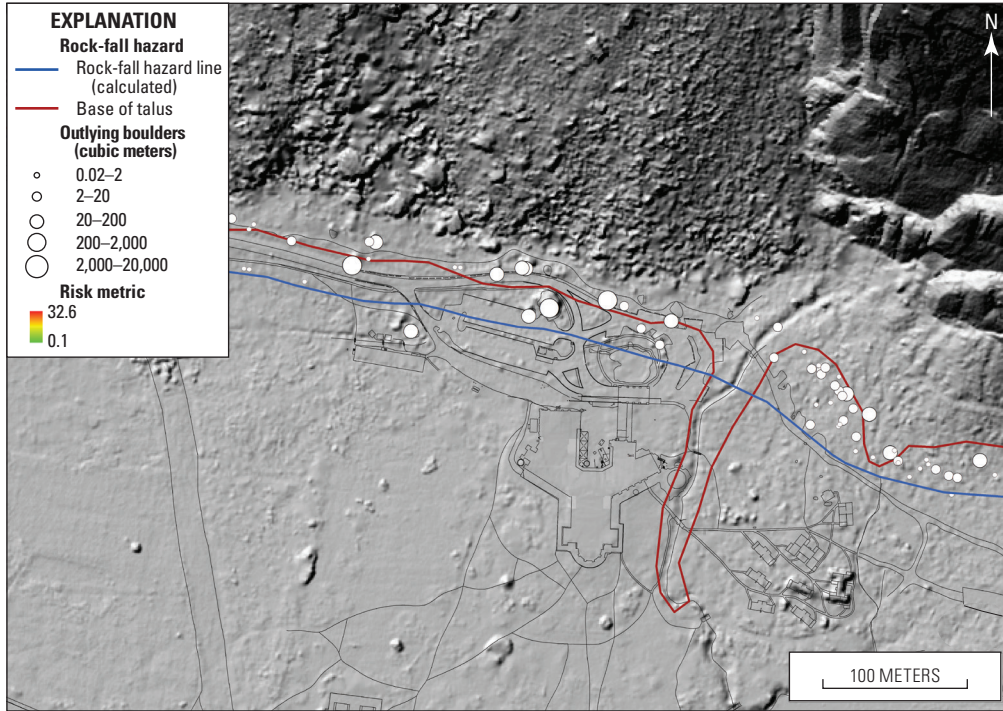 EXPLANATION
Rock-fall hazard
Rock-fall hazard line
(calculated)
Base of talus
Outlying boulders
(cubic meters)
0.02–2
2–20
20–200
200–2,000
2,000–20,000
Risk metric
32.6
0.1
N
100 METERS